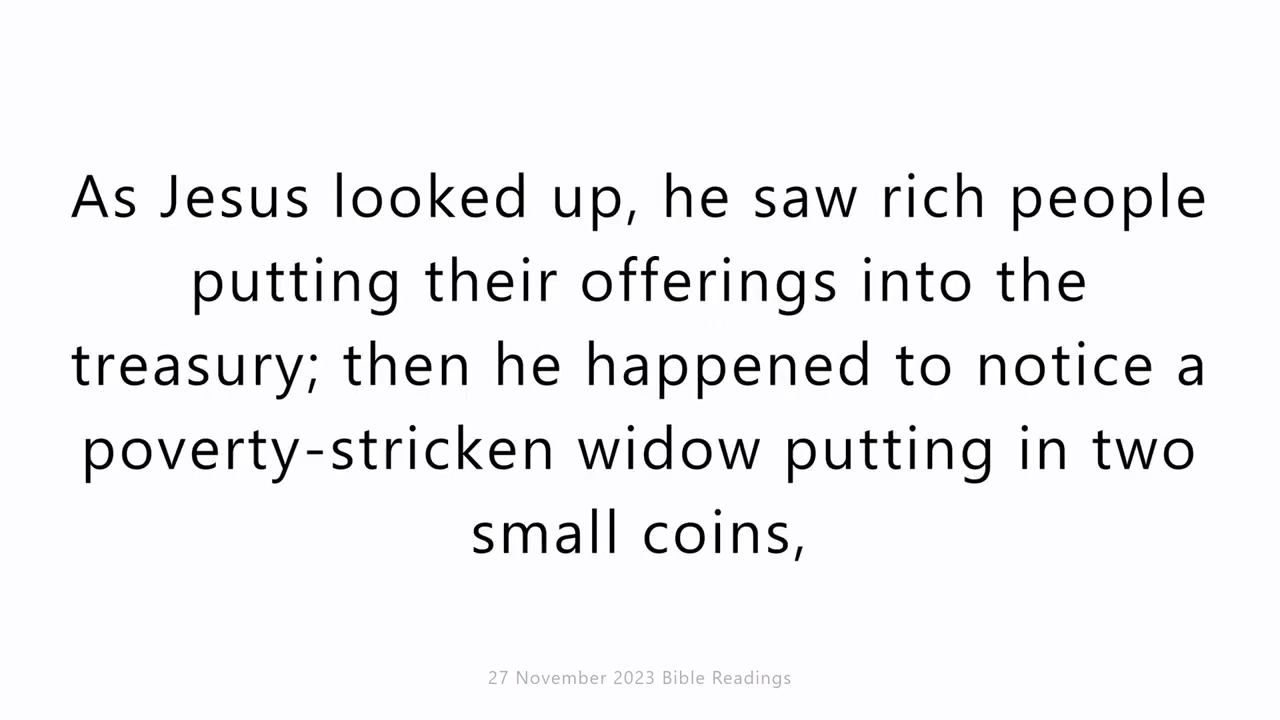 As Jesus looked up, he saw rich people
putting their offerings into the
treasury; then he happened to notice a
poverty-stricken widow putting in two
small coins,
27 November 2023 Bible Readings